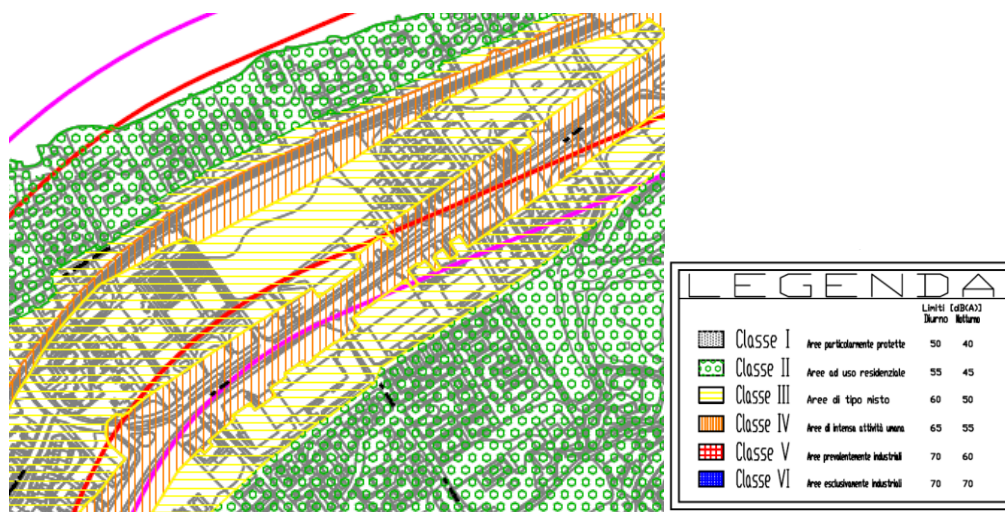 LEGENDA
Limiti [dB(A)]
Diurno Notturno
Classe I Aree particolarmente protette 50 40
Classe II Aree ad uso residenziale 55 45
Classe III Aree di tipo misto 60 50
Classe IV Aree di intensa attività umana 65 55
Classe V Aree prevalentemente industriali 70 60
Classe VI Aree esclusivamente industriali 70 70